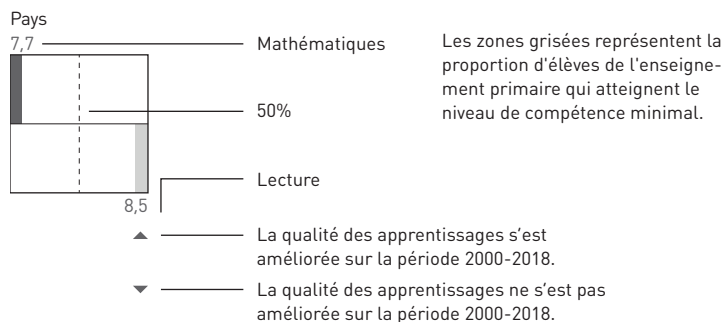 Pays
7,7
Mathématiques
50%
Lecture
8,5
La qualité des apprentissages s'est
améliorée sur la période 2000-2018.
La qualité des apprentissages ne s'est pas
améliorée sur la période 2000-2018.
Les zones grisées représentent la
proportion d'élèves de l'enseigne-
ment primaire qui atteignent le
niveau de compétence minimal.